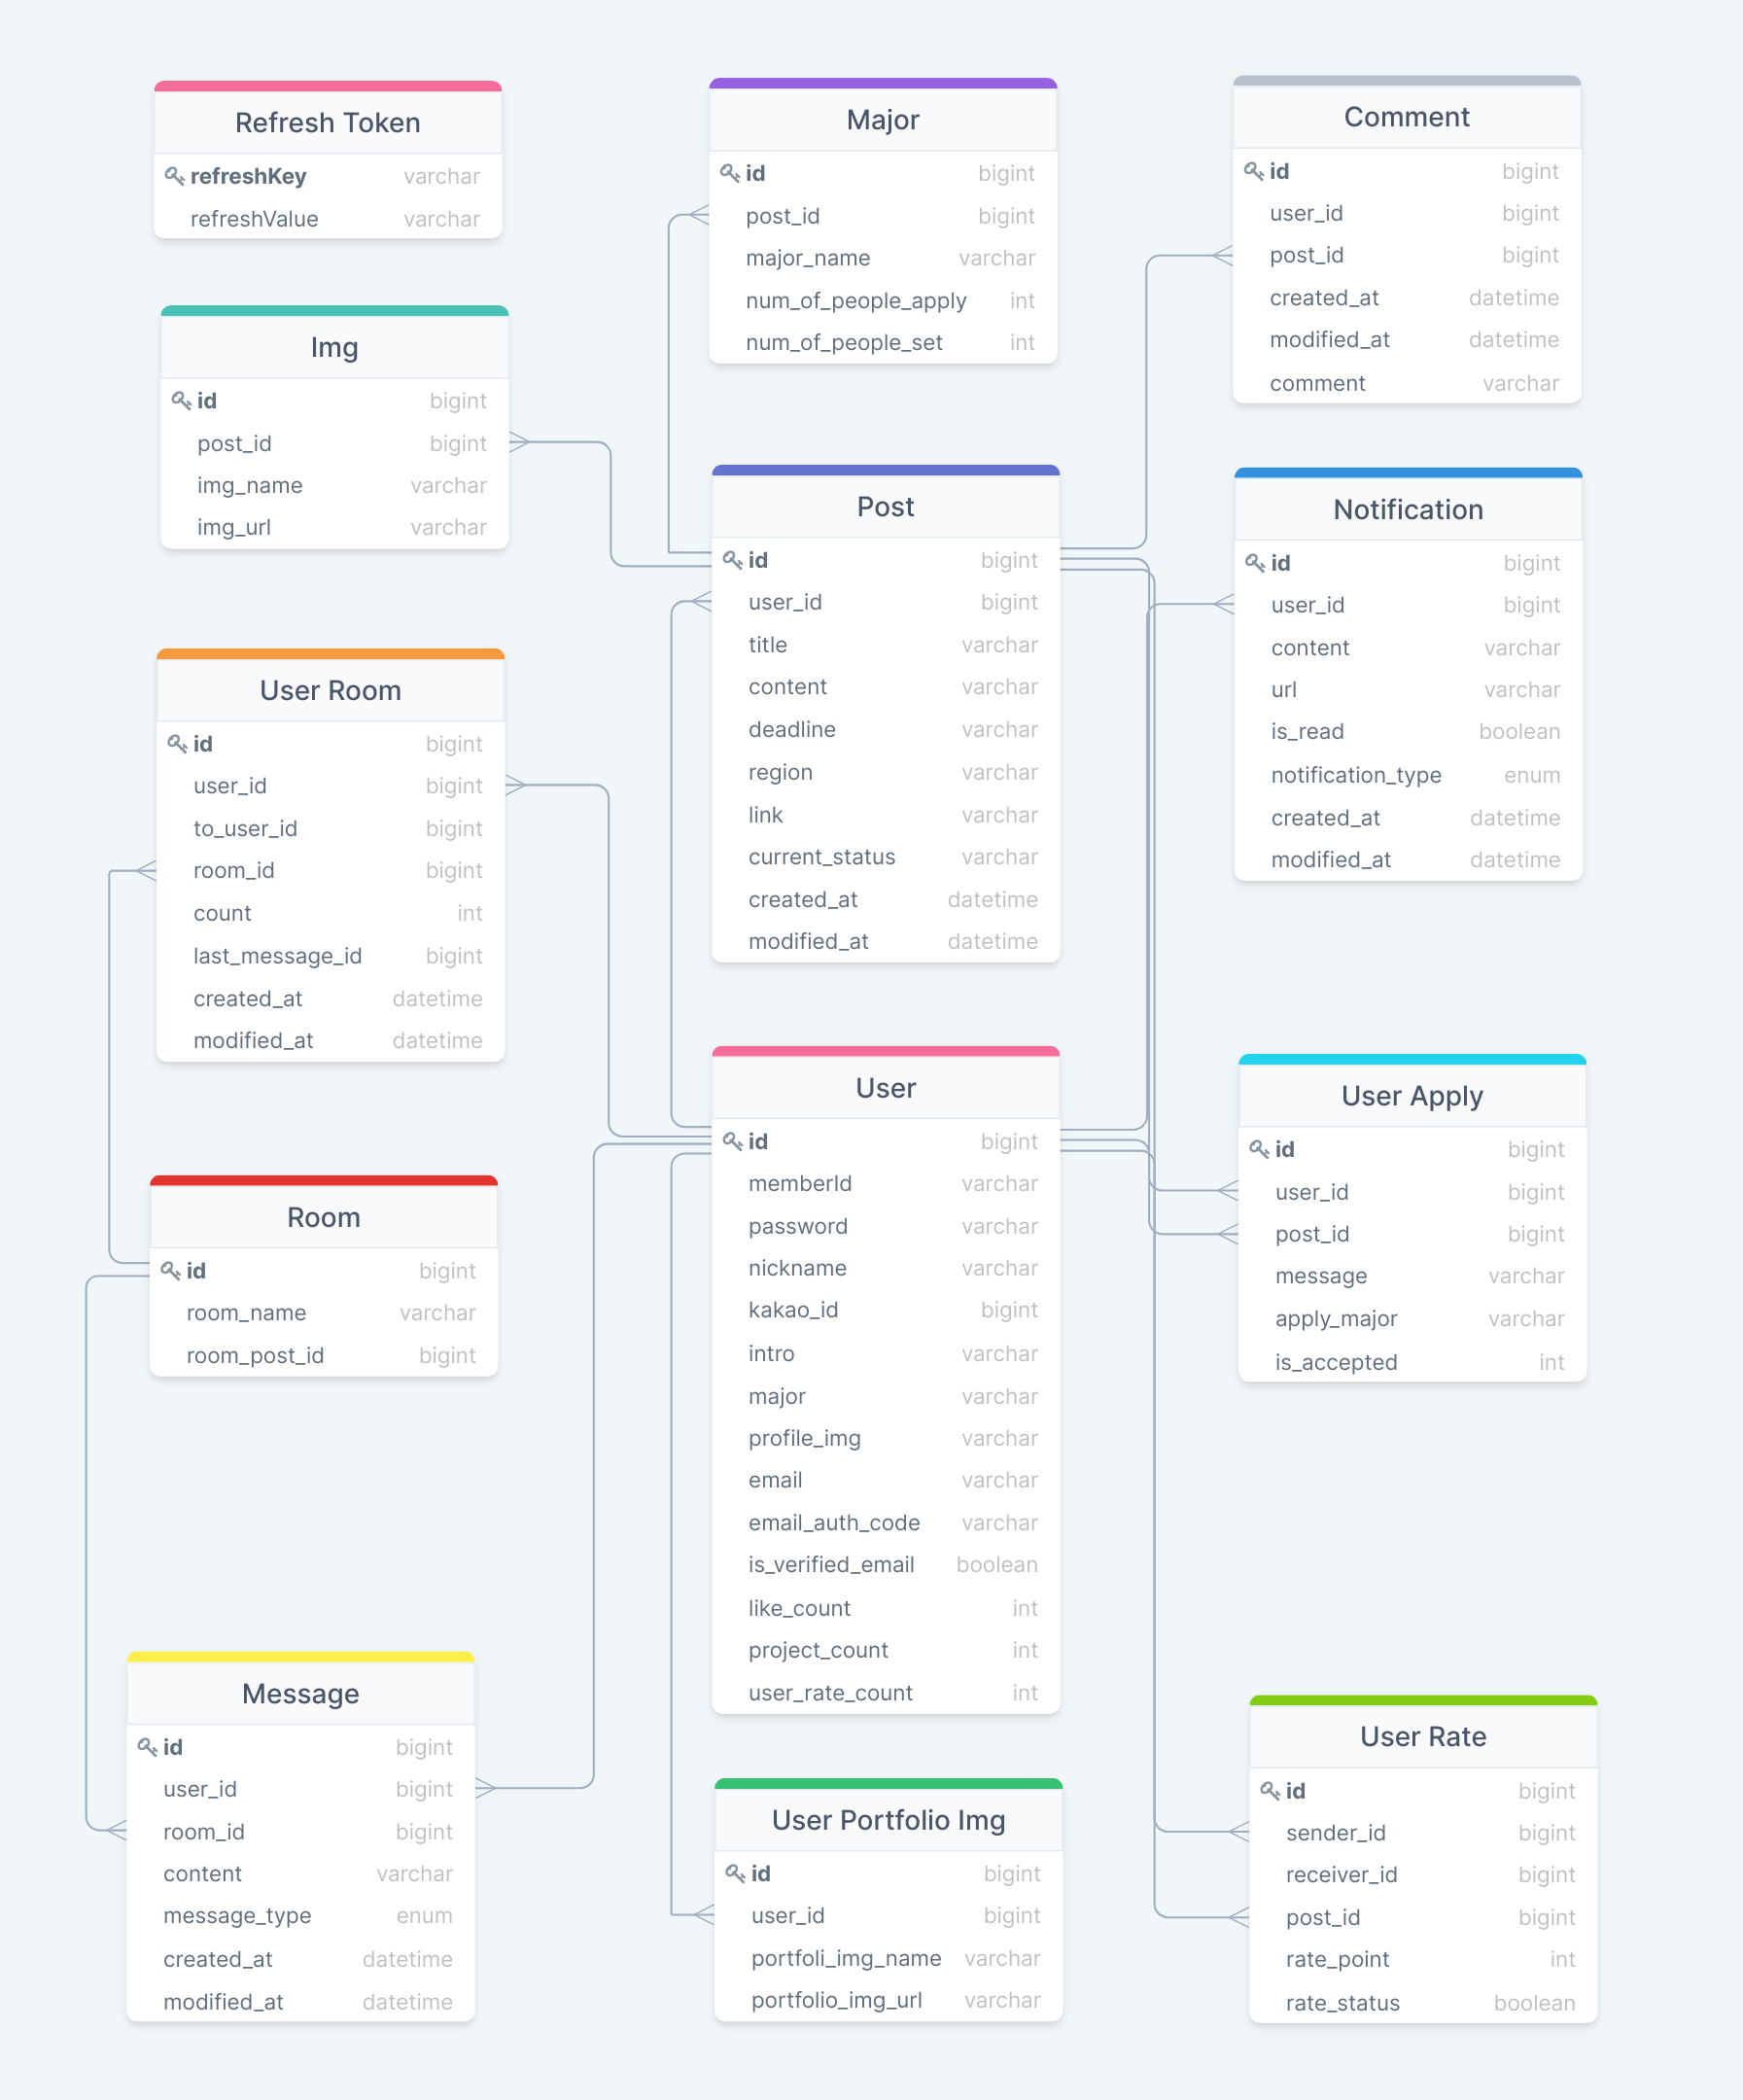 Refresh Token
refreshKey varchar
refreshValue varchar
Img
id bigint
post_id bigint
img_name varchar
img_url varchar
User Room
id bigint
user_id bigint
to_user_id bigint
room_id bigint
count int
last_message_id bigint
created_at datetime
modified_at datetime
Room
id bigint
room_name varchar
room_post_id bigint
Message
id bigint
user_id bigint
room_id bigint
content varchar
message_type enum
created_at datetime
modified_at datetime
Major
id bigint
post_id bigint
major_name varchar
num_of_people_apply int
num_of_people_set int
Post
id bigint
user_id bigint
title varchar
content varchar
deadline varchar
region varchar
link varchar
current_status varchar
created_at datetime
modified_at datetime
User
id bigint
memberId varchar
password varchar
nickname varchar
kakao_id bigint
intro varchar
major varchar
profile_img varchar
email varchar
email_auth_code varchar
is_verified_email boolean
like_count int
project_count int
user_rate_count int
User Portfolio Img
id bigint
user_id bigint
portfoli_img_name varchar
portfolio_img_url varchar
Comment
id bigint
user_id bigint
post_id bigint
created_at datetime
modified_at datetime
comment varchar
Notification
id bigint
user_id bigint
content varchar
url varchar
is_read boolean
notification_type enum
created_at datetime
modified_at datetime
User Apply
id bigint
user_id bigint
post_id bigint
message varchar
apply_major varchar
is_accepted int
User Rate
id bigint
sender_id bigint
receiver_id bigint
post_id bigint
rate_point int
rate_status boolean